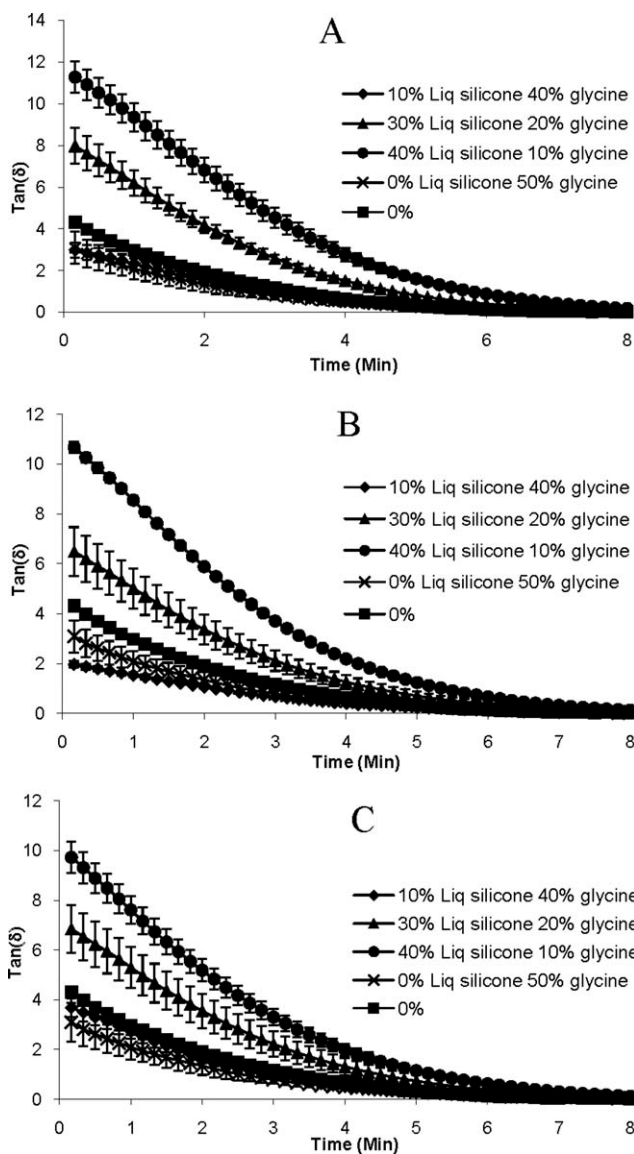 A
14
12
10
8
6
4
2
0
Tan(δ)
10% Liq silicone 40% glycine
30% Liq silicone 20% glycine
40% Liq silicone 10% glycine
0% Liq silicone 50% glycine
0%
0 2 4 6 8
Time (Min)
B
12
10
8
6
4
2
0
Tan(δ)
10% Liq silicone 40% glycine
30% Liq silicone 20% glycine
40% Liq silicone 10% glycine
0% Liq silicone 50% glycine
0%
0 1 2 3 4 5 6 7 8
Time (Min)
C
12
10
8
6
4
2
0
Tan(δ)
10% Liq silicone 40% glycine
30% Liq silicone 20% glycine
40% Liq silicone 10% glycine
0% Liq silicone 50% glycine
0%
0 1 2 3 4 5 6 7 8
Time (Min)